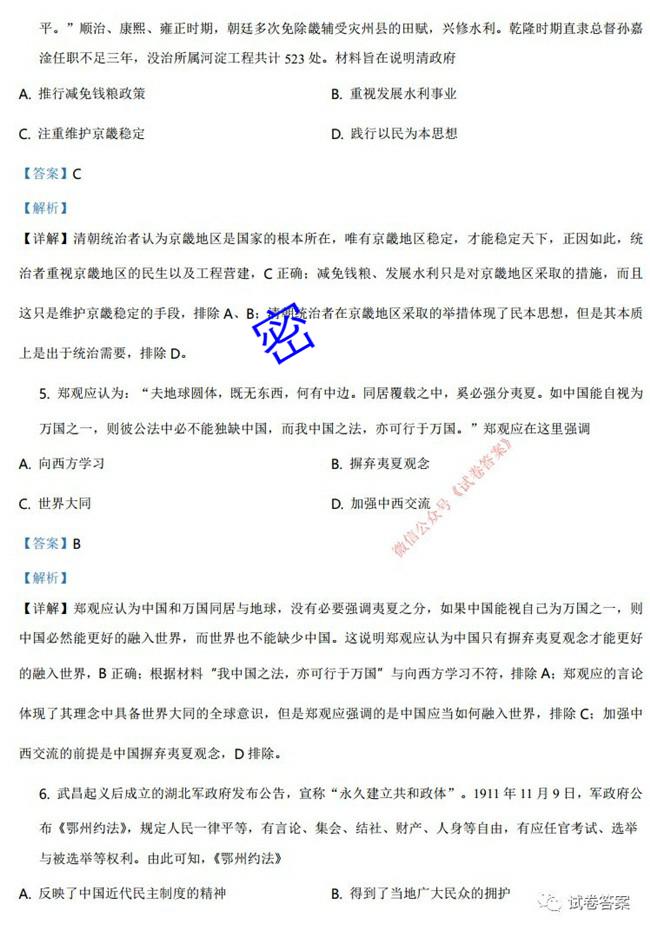 平。”顺治、康熙、雍正时期，朝廷多次免除畿辅受灾州县的田赋，兴修水利。乾隆时期直隶总督孙嘉
淦任职不足三年，没治所属河淀工程共计 523 处。材料旨在说明清政府
A. 推行减免钱粮政策 B. 重视发展水利事业
C. 注重维护京畿稳定 D. 践行以民为本思想
【答案】C
【解析】
【详解】清朝统治者认为京畿地区是国家的根本所在，唯有京畿地区稳定，才能稳定天下，正因如此，统
治者重视京畿地区的民生以及工程营建，C 正确；减免钱粮、发展水利只是对京畿地区采取的措施，而且
这只是维护京畿稳定的手段，排除 A、B；清朝统治者在京畿地区采取的举措体现了民本思想，但是其本质
上是出于统治需要，排除 D。
密
5. 郑观应认为：“夫地球圆体，既无东西，何有中边。同居覆载之中，奚必强分夷夏。如中国能自视为
万国之一，则彼公法中必不能独缺中国，而我中国之法，亦可行于万国。”郑观应在这里强调
A. 向西方学习 B. 摒弃夷夏观念
C. 世界大同 D. 加强中西交流
微信公众号《试卷答案》
【答案】B
【解析】
【详解】郑观应认为中国和万国同居与地球，没有必要强调夷夏之分，如果中国能视自己为万国之一，则
中国必然能更好的融入世界，而世界也不能缺少中国。这说明郑观应认为中国只有摒弃夷夏观念才能更好
的融入世界，B 正确；根据材料“我中国之法，亦可行于万国”与向西方学习不符，排除 A；郑观应的言论
体现了其理念中具备世界大同的全球意识，但是郑观应强调的是中国应当如何融入世界，排除 C；加强中
西交流的前提是中国摒弃夷夏观念，D 排除。
6. 武昌起义后成立的湖北军政府发布公告，宣称“永久建立共和政体”。1911 年 11 月 9 日，军政府公
布《鄂州约法》，规定人民一律平等，有言论、集会、结社、财产、人身等自由，有应任官考试、选举
与被选举等权利。由此可知，《鄂州约法》
A. 反映了中国近代民主制度的精神 B. 得到了当地广大民众的拥护
试卷答案